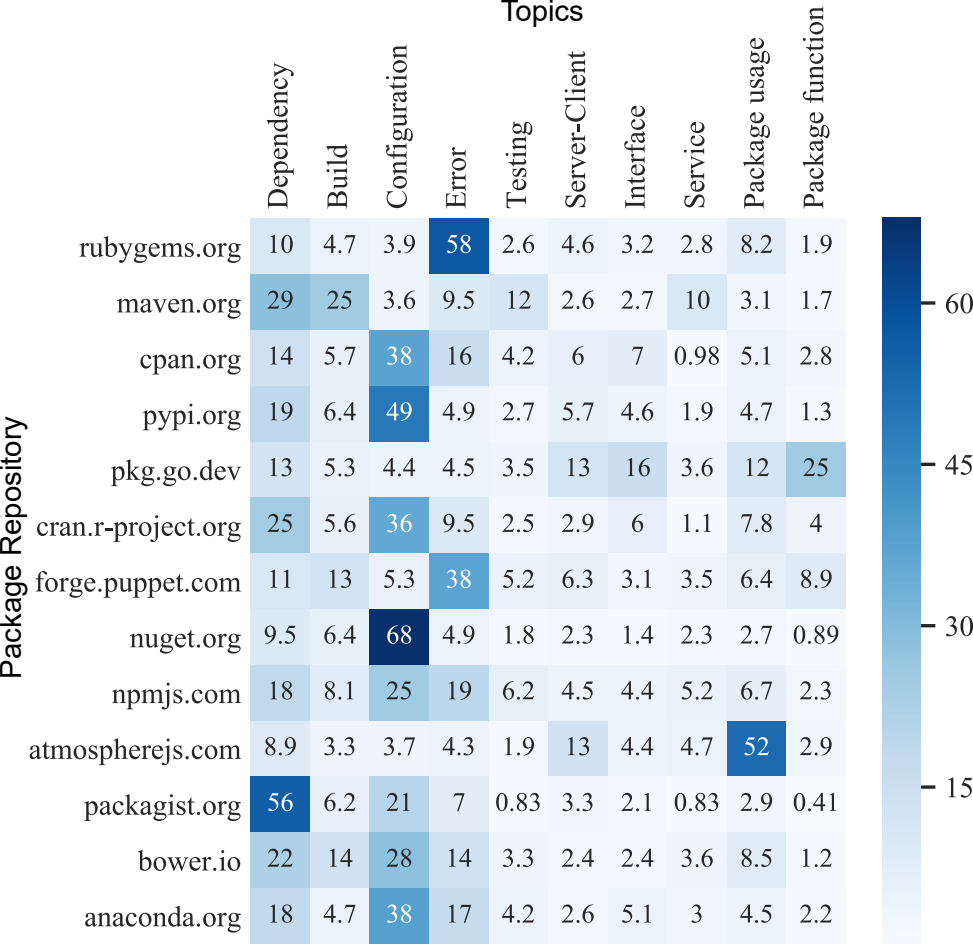 Topics
Dependency
Build
Configuration
Error
Testing
Server-Client
Interface
Service
Package usage
Package function
Package Repository
rubygems.org 10 4.7 3.9 58 2.6 4.6 3.2 2.8 8.2 1.9
maven.org 29 25 3.6 9.5 12 2.6 2.7 10 3.1 1.7
cpan.org 14 5.7 38 16 4.2 6 7 0.98 5.1 2.8
pypi.org 19 6.4 49 4.9 2.7 5.7 4.6 1.9 4.7 1.3
pkg.go.dev 13 5.3 4.4 4.5 3.5 13 16 3.6 12 25
cran.r-project.org 25 5.6 36 9.5 2.5 2.9 6 1.1 7.8 4
forge.puppet.com 11 13 5.3 38 5.2 6.3 3.1 3.5 6.4 8.9
nuget.org 9.5 6.4 68 4.9 1.8 2.3 1.4 2.3 2.7 0.89
npmjs.com 18 8.1 25 19 6.2 4.5 4.4 5.2 6.7 2.3
atmospherejs.com 8.9 3.3 3.7 4.3 1.9 13 4.4 4.7 52 2.9
packagist.org 56 6.2 21 7 0.83 3.3 2.1 0.83 2.9 0.41
bower.io 22 14 28 14 3.3 2.4 2.4 3.6 8.5 1.2
anaconda.org 18 4.7 38 17 4.2 2.6 5.1 3 4.5 2.2
60
45
30
15